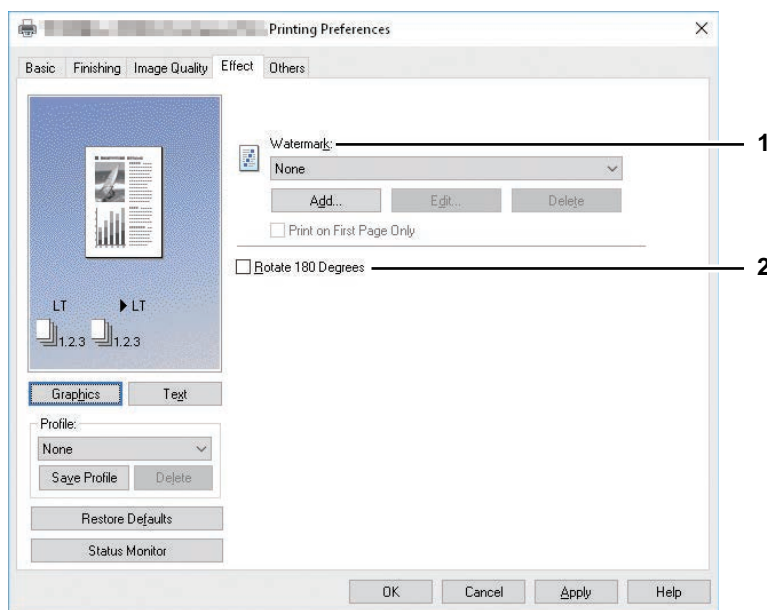 Printing Preferences
Basic Finishing Image Quality Effect Others
Watermark: 1
None
Add... Edit... Delete
Print on First Page Only
Rotate 180 Degrees 2
LT LT
1.2.3 1.2.3
Graphics Text
Profile:
None
Save Profile Delete
Restore Defaults
Status Monitor
OK Cancel Apply Help